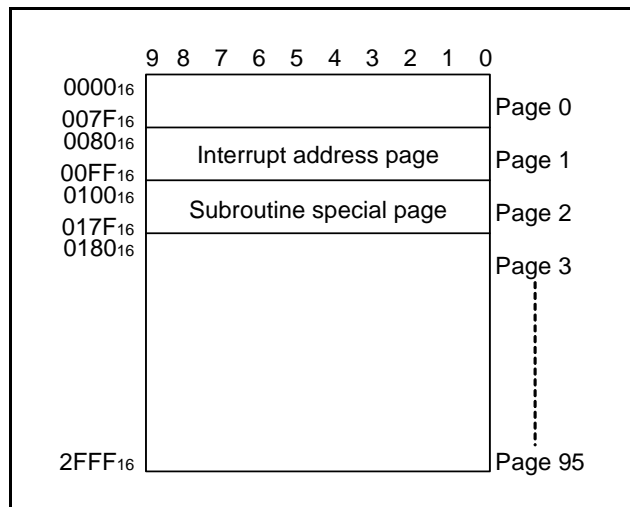 9 8 7 6 5 4 3 2 1 0
0000₁₆
Page 0
007F₁₆
0080₁₆
Interrupt address page
Page 1
00FF₁₆
0100₁₆
Subroutine special page
Page 2
017F₁₆
0180₁₆
Page 3
2FFF₁₆
Page 95